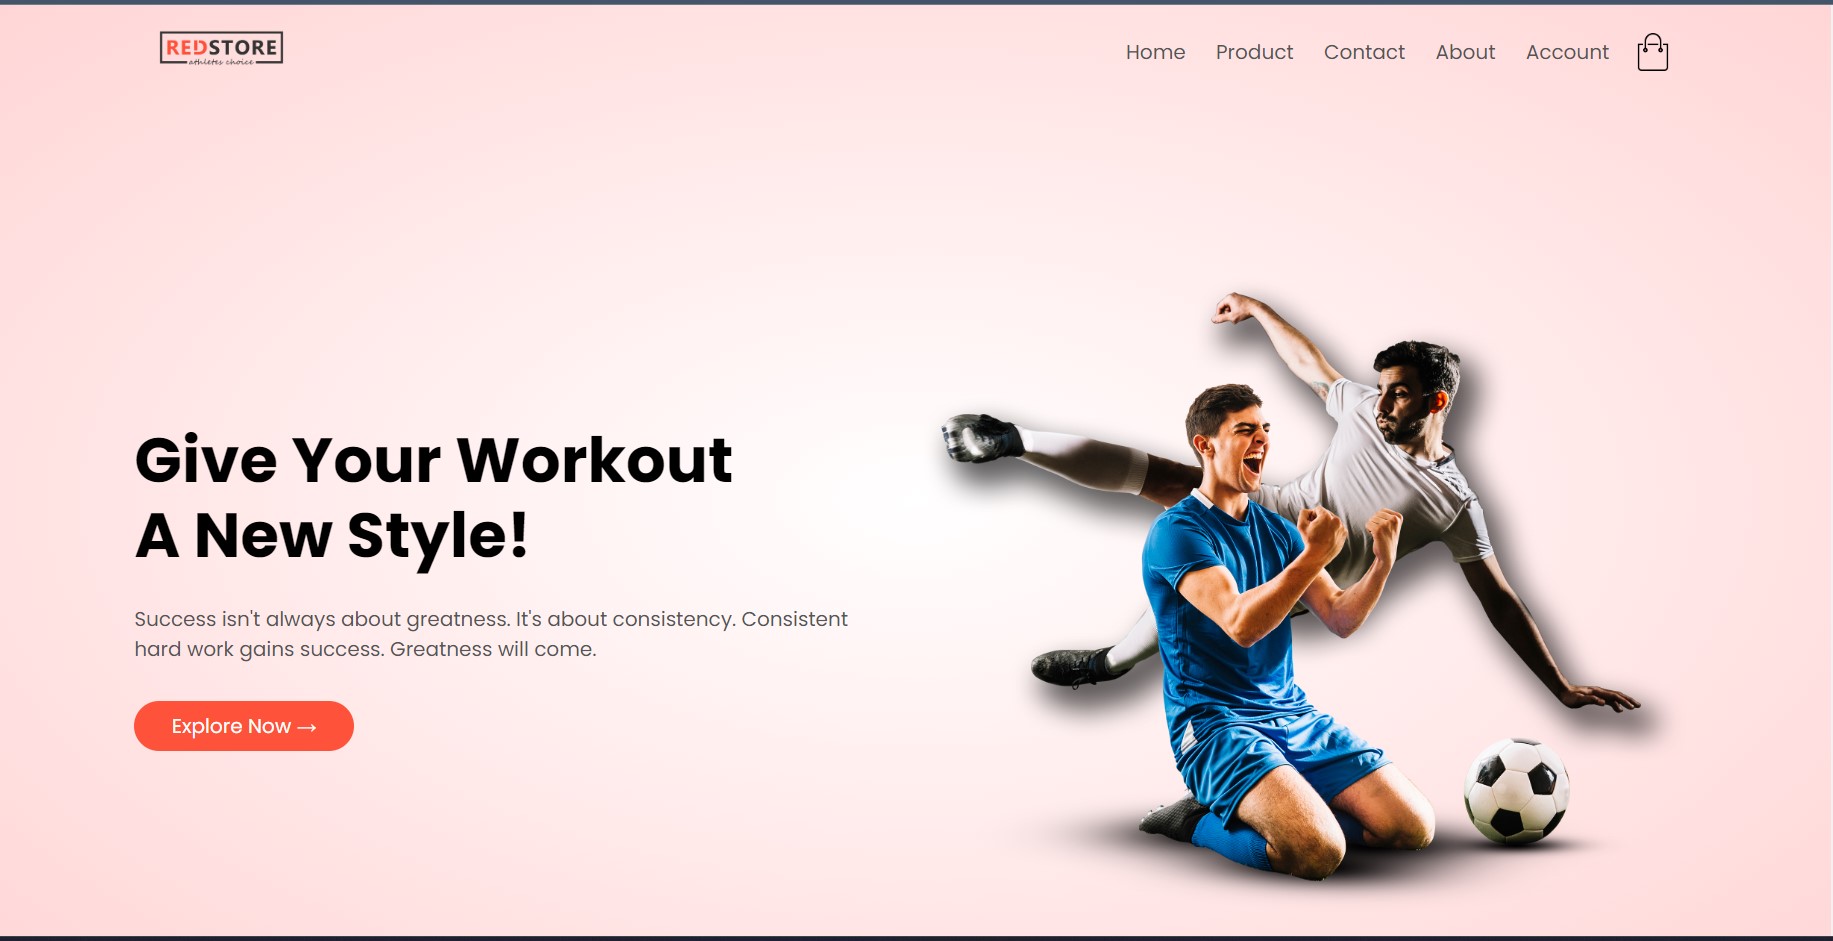 REDSTORE
athletes choice
Home Product Contact About Account
Give Your Workout
A New Style!
Success isn't always about greatness. It's about consistency. Consistent
hard work gains success. Greatness will come.
Explore Now →